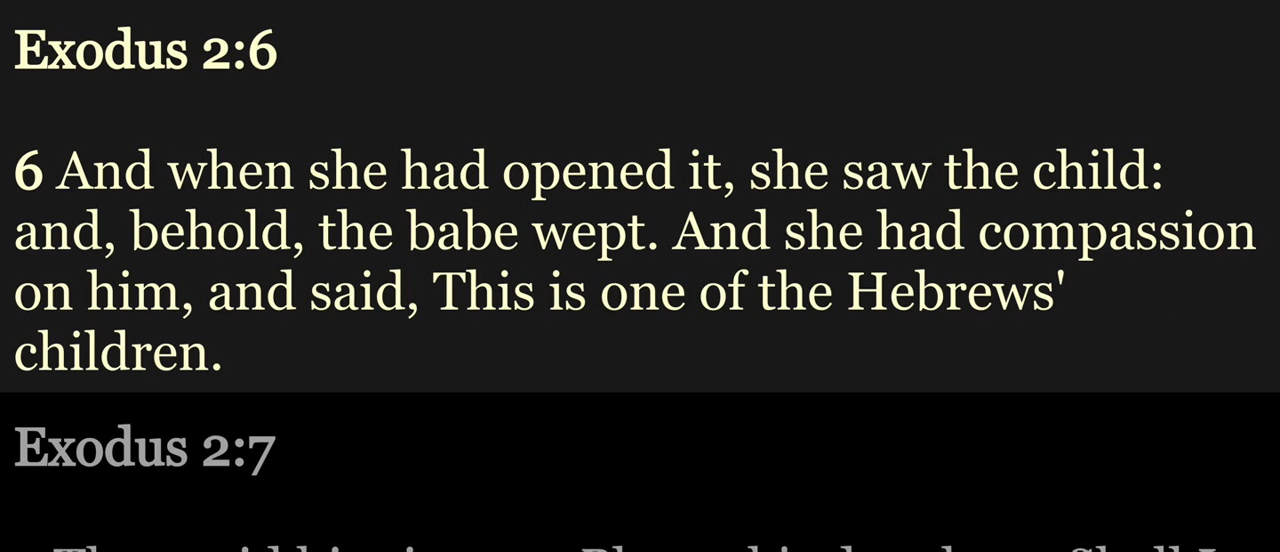 Exodus 2:6
6 And when she had opened it, she saw the child:
and, behold, the babe wept. And she had compassion
on him, and said, This is one of the Hebrews'
children.
Exodus 2:7